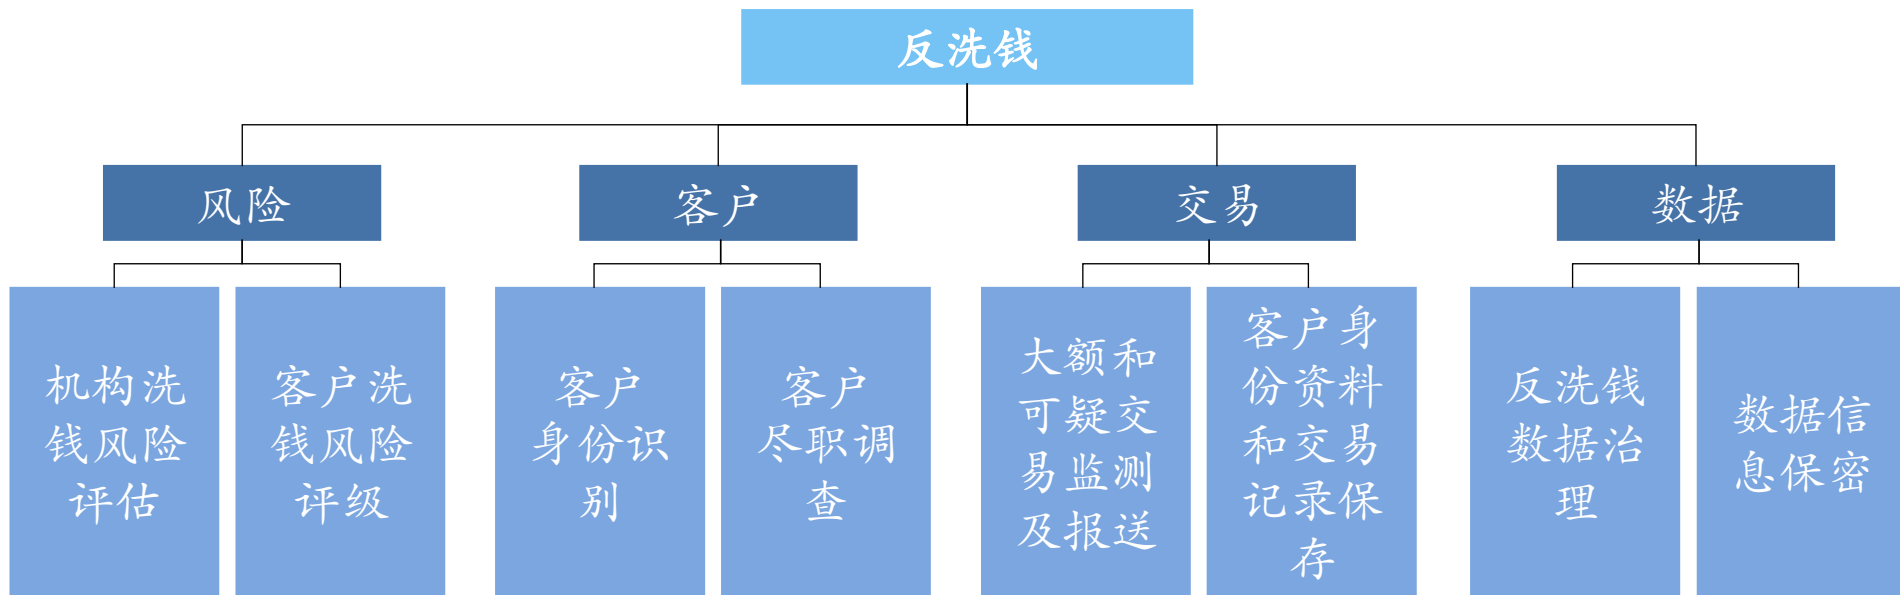 反洗钱
风险
客户
交易
数据
机构洗
钱风险
评估
客户洗
钱风险
评级
客户
身份识
别
客户
尽职调
查
大额和
可疑交
易监测
及报送
客户身
份资料
和交易
记录保
存
反洗钱
数据治
理
数据信
息保密